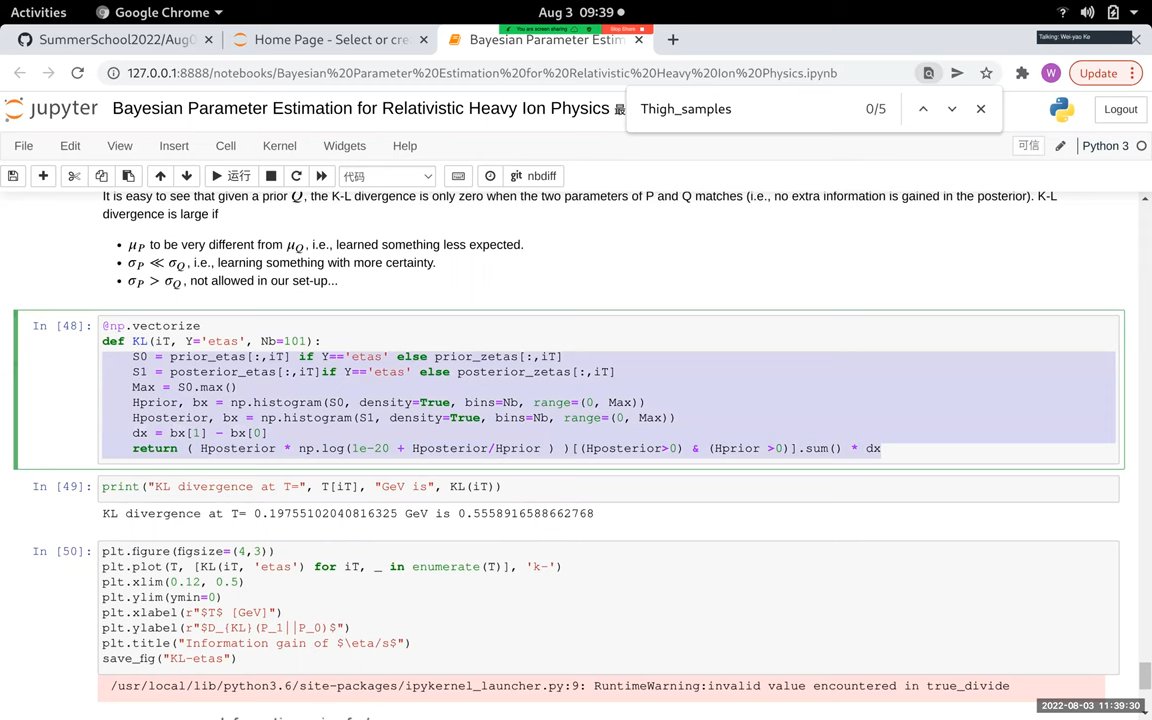 Activities
Google Chrome
Aug 3 09:39
You are screen sharing
Stop Share
Talking: Wei-yao Ke
SummerSchool2022/Aug0
Home Page - Select or cre
Bayesian Parameter Estim
127.0.0.1:8888/notebooks/Bayesian%20Parameter%20Estimation%20for%20Relativistic%20Heavy%20Ion%20Physics.ipynb
W
Update
jupyter
Bayesian Parameter Estimation for Relativistic Heavy Ion Physics 最
Thigh_samples
0/5
Logout
File Edit View Insert Cell Kernel Widgets Help
可信
Python 3
运行
代码
git nbdiff
It is easy to see that given a prior Q, the K-L divergence is only zero when the two parameters of P and Q matches (i.e., no extra information is gained in the posterior). K-L
divergence is large if
• μP to be very different from μQ, i.e., learned something less expected.
• σP ≪ σQ, i.e., learning something with more certainty.
• σP > σQ, not allowed in our set-up...
In [48]:
@np.vectorize
def KL(iT, Y='etas', Nb=101):
S0 = prior_etas[:,iT] if Y=='etas' else prior_zetas[:,iT]
S1 = posterior_etas[:,iT]if Y=='etas' else posterior_zetas[:,iT]
Max = S0.max()
Hprior, bx = np.histogram(S0, density=True, bins=Nb, range=(0, Max))
Hposterior, bx = np.histogram(S1, density=True, bins=Nb, range=(0, Max))
dx = bx[1] - bx[0]
return ( Hposterior * np.log(1e-20 + Hposterior/Hprior ) )[(Hposterior>0) & (Hprior >0)].sum() * dx
In [49]:
print("KL divergence at T=", T[iT], "GeV is", KL(iT))
KL divergence at T= 0.19755102040816325 GeV is 0.5558916588662768
In [50]:
plt.figure(figsize=(4,3))
plt.plot(T, [KL(iT, 'etas') for iT, _ in enumerate(T)], 'k-')
plt.xlim(0.12, 0.5)
plt.ylim(ymin=0)
plt.xlabel(r"$T$ [GeV]")
plt.ylabel(r"$D_{KL}(P_1||P_0)$")
plt.title("Information gain of $\eta/s$")
save_fig("KL-etas")
/usr/local/lib/python3.6/site-packages/ipykernel_launcher.py:9: RuntimeWarning:invalid value encountered in true_divide
2022-08-03 11:39:30